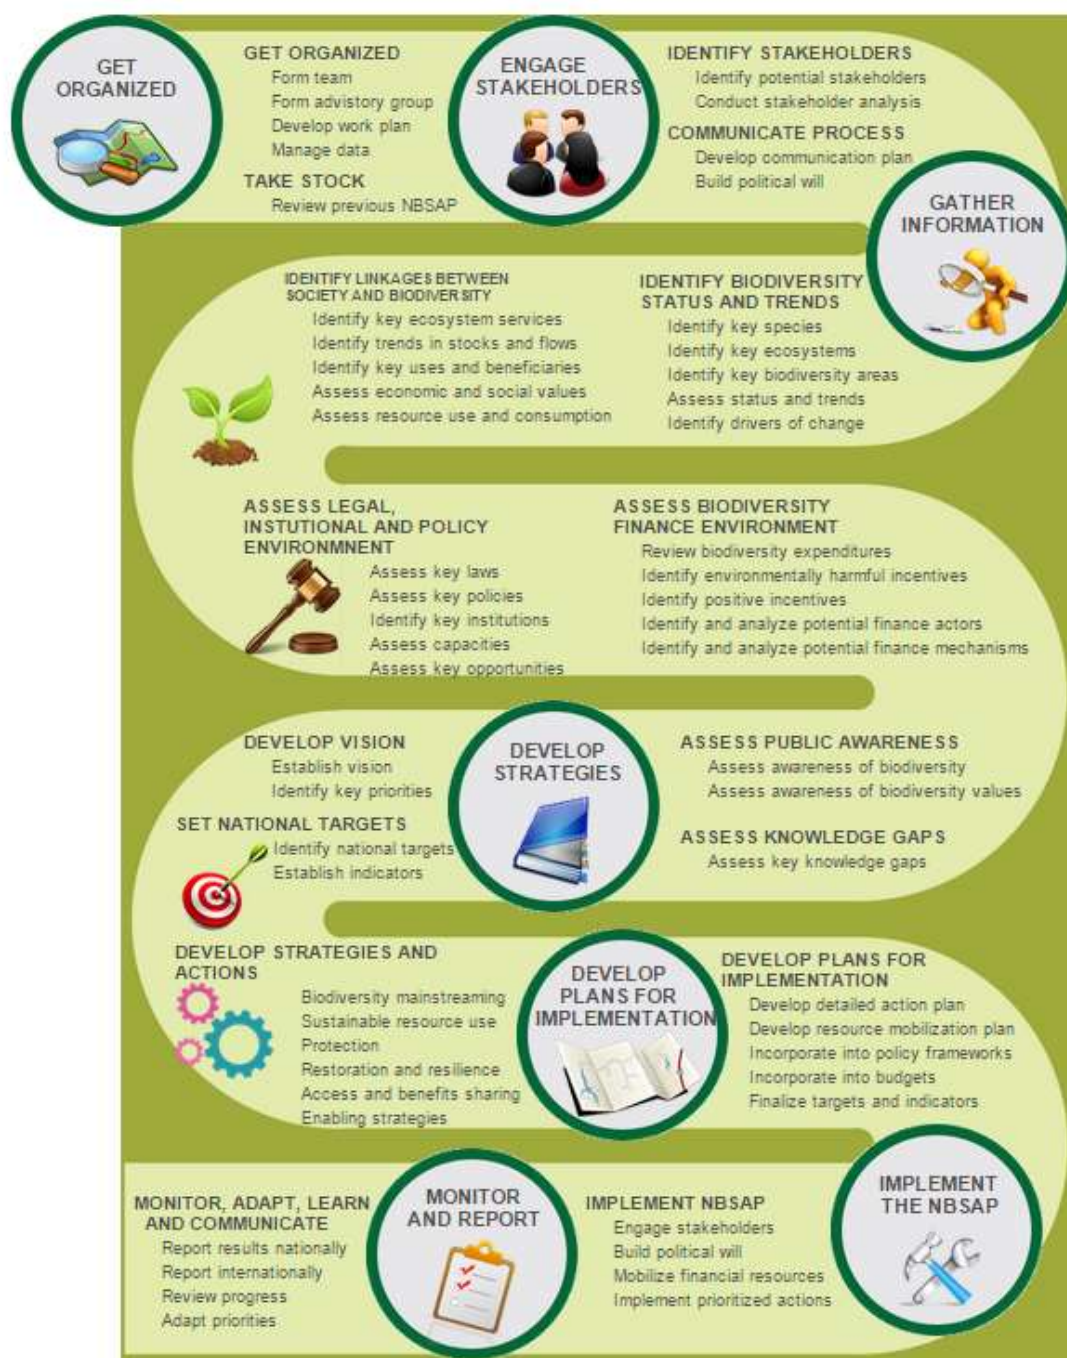 GET
ORGANIZED
GET ORGANIZED
Form team
Form advistory group
Develop work plan
Manage data
TAKE STOCK
Review previous NBSAP
ENGAGE
STAKEHOLDERS
IDENTIFY STAKEHOLDERS
Identify potential stakeholders
Conduct stakeholder analysis
COMMUNICATE PROCESS
Develop communication plan
Build political will
GATHER
INFORMATION
IDENTIFY BIODIVERSITY
STATUS AND TRENDS
Identify key species
Identify key ecosystems
Identify key biodiversity areas
Assess status and trends
Identify drivers of change
IDENTIFY LINKAGES BETWEEN
SOCIETY AND BIODIVERSITY
Identify key ecosystem services
Identify trends in stocks and flows
Identify key uses and beneficiaries
Assess economic and social values
Assess resource use and consumption
ASSESS LEGAL,
INSTUTIONAL AND POLICY
ENVIRONMNENT
Assess key laws
Assess key policies
Identify key institutions
Assess capacities
Assess key opportunities
ASSESS BIODIVERSITY
FINANCE ENVIRONMENT
Review biodiversity expenditures
Identify environmentally harmful incentives
Identify positive incentives
Identify and analyze potential finance actors
Identify and analyze potential finance mechanisms
ASSESS PUBLIC AWARENESS
Assess awareness of biodiversity
Assess awareness of biodiversity values
ASSESS KNOWLEDGE GAPS
Assess key knowledge gaps
DEVELOP
STRATEGIES
DEVELOP VISION
Establish vision
Identify key priorities
SET NATIONAL TARGETS
Identify national targets
Establish indicators
DEVELOP STRATEGIES AND
ACTIONS
Biodiversity mainstreaming
Sustainable resource use
Protection
Restoration and resilience
Access and benefits sharing
Enabling strategies
DEVELOP
PLANS FOR
IMPLEMENTATION
DEVELOP PLANS FOR
IMPLEMENTATION
Develop detailed action plan
Develop resource mobilization plan
Incorporate into policy frameworks
Incorporate into budgets
Finalize targets and indicators
IMPLEMENT
THE NBSAP
IMPLEMENT NBSAP
Engage stakeholders
Build political will
Mobilize financial resources
Implement prioritized actions
MONITOR
AND REPORT
MONITOR, ADAPT, LEARN
AND COMMUNICATE
Report results nationally
Report internationally
Review progress
Adapt priorities